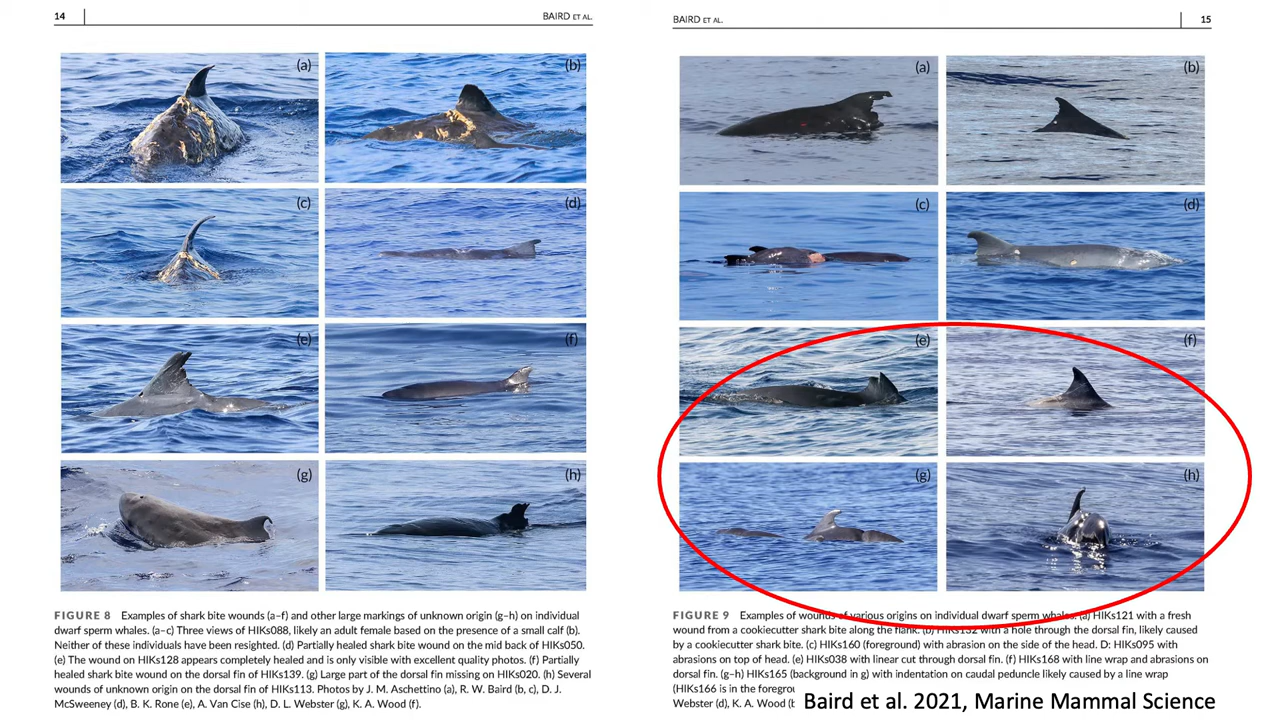 14
BAIRD ET AL.
(a)
(b)
(c)
(d)
(e)
(f)
(g)
(h)
FIGURE 8 Examples of shark bite wounds (a–f) and other large markings of unknown origin (g–h) on individual
dwarf sperm whales. (a–c) Three views of HIKs088, likely an adult female based on the presence of a small calf (b).
Neither of these individuals have been resighted. (d) Partially healed shark bite wound on the mid back of HIKs050.
(e) The wound on HIKs128 appears completely healed and is only visible with excellent quality photos. (f) Partially
healed shark bite wound on the dorsal fin of HIKs139. (g) Large part of the dorsal fin missing on HIKs020. (h) Several
wounds of unknown origin on the dorsal fin of HIKs113. Photos by J. M. Aschettino (a), R. W. Baird (b, c), D. J.
McSweeney (d), B. K. Rone (e), A. Van Cise (h), D. L. Webster (g), K. A. Wood (f).
BAIRD ET AL.
15
(a)
(b)
(c)
(d)
(e)
(f)
(g)
(h)
FIGURE 9 Examples of wounds of various origins on individual dwarf sperm whales. (a) HIKs121 with a fresh
wound from a cookiecutter shark bite along the flank. (b) HIKs132 with a hole through the dorsal fin, likely caused
by a cookiecutter shark bite. (c) HIKs160 (foreground) with abrasion on the side of the head. D: HIKs095 with
abrasions on top of head. (e) HIKs038 with linear cut through dorsal fin. (f) HIKs168 with line wrap and abrasions on
dorsal fin. (g–h) HIKs165 (background in g) with indentation on caudal peduncle likely caused by a line wrap
(HIKs166 is in the
Webster (d), K. A. Wood
Baird et al. 2021, Marine Mammal Science